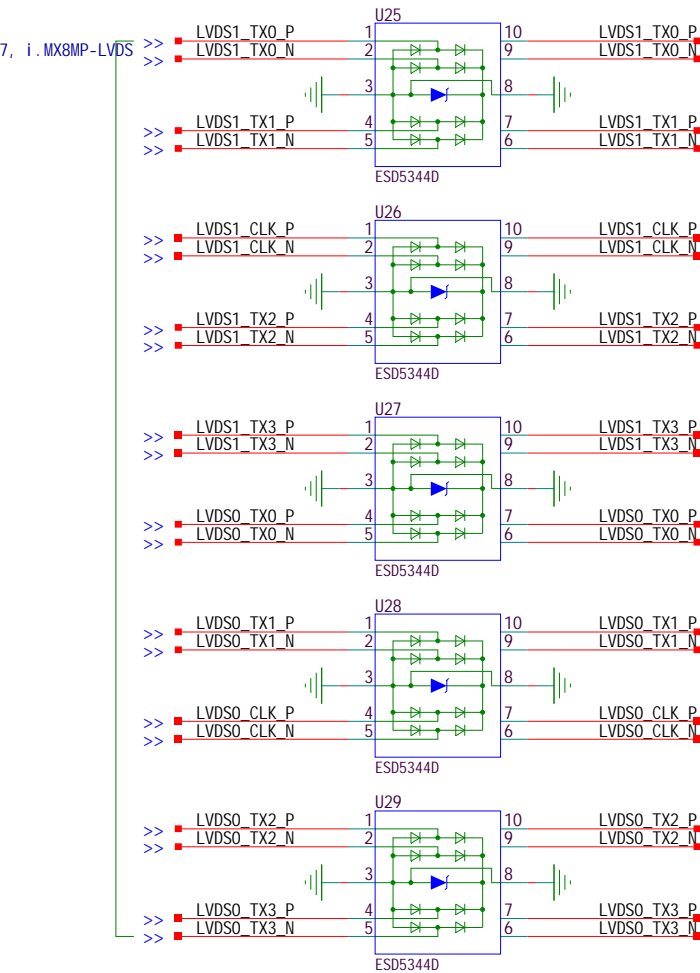 U25
LVDS1_TX0_P 1 10 LVDS1_TX0_P
7, i.MX8MP-LVDS >> LVDS1_TX0_N 2 9 LVDS1_TX0_N
>>
3 8
>> LVDS1_TX1_P 4 7 LVDS1_TX1_P
>> LVDS1_TX1_N 5 6 LVDS1_TX1_N
ESD5344D
U26
>> LVDS1_CLK_P 1 10 LVDS1_CLK_P
>> LVDS1_CLK_N 2 9 LVDS1_CLK_N
3 8
>> LVDS1_TX2_P 4 7 LVDS1_TX2_P
>> LVDS1_TX2_N 5 6 LVDS1_TX2_N
ESD5344D
U27
>> LVDS1_TX3_P 1 10 LVDS1_TX3_P
>> LVDS1_TX3_N 2 9 LVDS1_TX3_N
3 8
>> LVDS0_TX0_P 4 7 LVDS0_TX0_P
>> LVDS0_TX0_N 5 6 LVDS0_TX0_N
ESD5344D
U28
>> LVDS0_TX1_P 1 10 LVDS0_TX1_P
>> LVDS0_TX1_N 2 9 LVDS0_TX1_N
3 8
>> LVDS0_CLK_P 4 7 LVDS0_CLK_P
>> LVDS0_CLK_N 5 6 LVDS0_CLK_N
ESD5344D
U29
>> LVDS0_TX2_P 1 10 LVDS0_TX2_P
>> LVDS0_TX2_N 2 9 LVDS0_TX2_N
3 8
>> LVDS0_TX3_P 4 7 LVDS0_TX3_P
>> LVDS0_TX3_N 5 6 LVDS0_TX3_N
ESD5344D